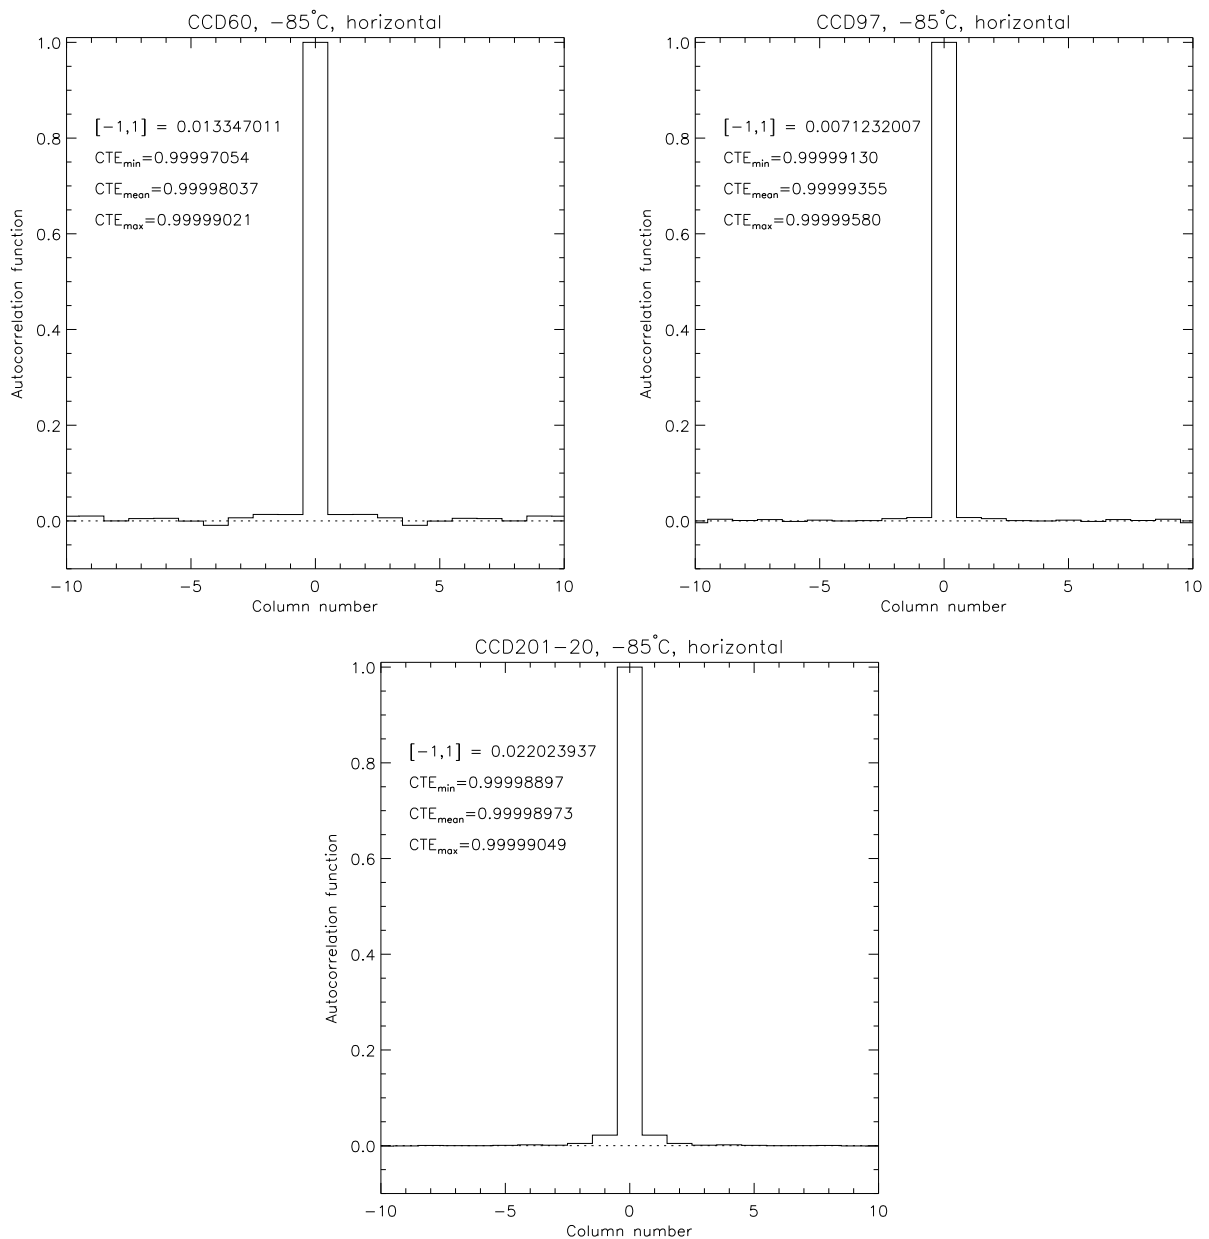 CCD60, −85°C, horizontal
1.0
0.8
0.6
0.4
0.2
0.0
Autocorrelation function
[−1,1] = 0.013347011
CTEmin=0.99997054
CTEmean=0.99998037
CTEmax=0.99999021
−10 −5 0 5 10
Column number
CCD97, −85°C, horizontal
1.0
0.8
0.6
0.4
0.2
0.0
Autocorrelation function
[−1,1] = 0.0071232007
CTEmin=0.99999130
CTEmean=0.99999355
CTEmax=0.99999580
−10 −5 0 5 10
Column number
CCD201−20, −85°C, horizontal
1.0
0.8
0.6
0.4
0.2
0.0
Autocorrelation function
[−1,1] = 0.022023937
CTEmin=0.99998897
CTEmean=0.99998973
CTEmax=0.99999049
−10 −5 0 5 10
Column number